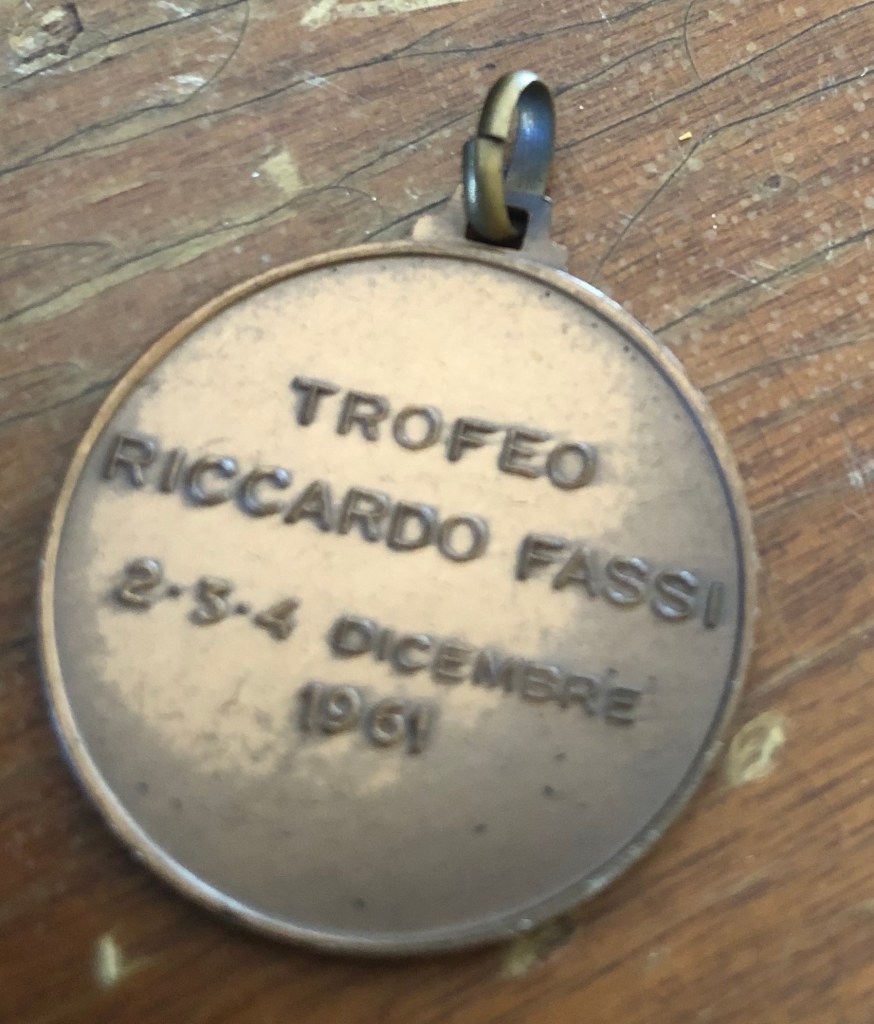 TROFEO
RICCARDO FASSI
2·3·4 DICEMBRE
1961